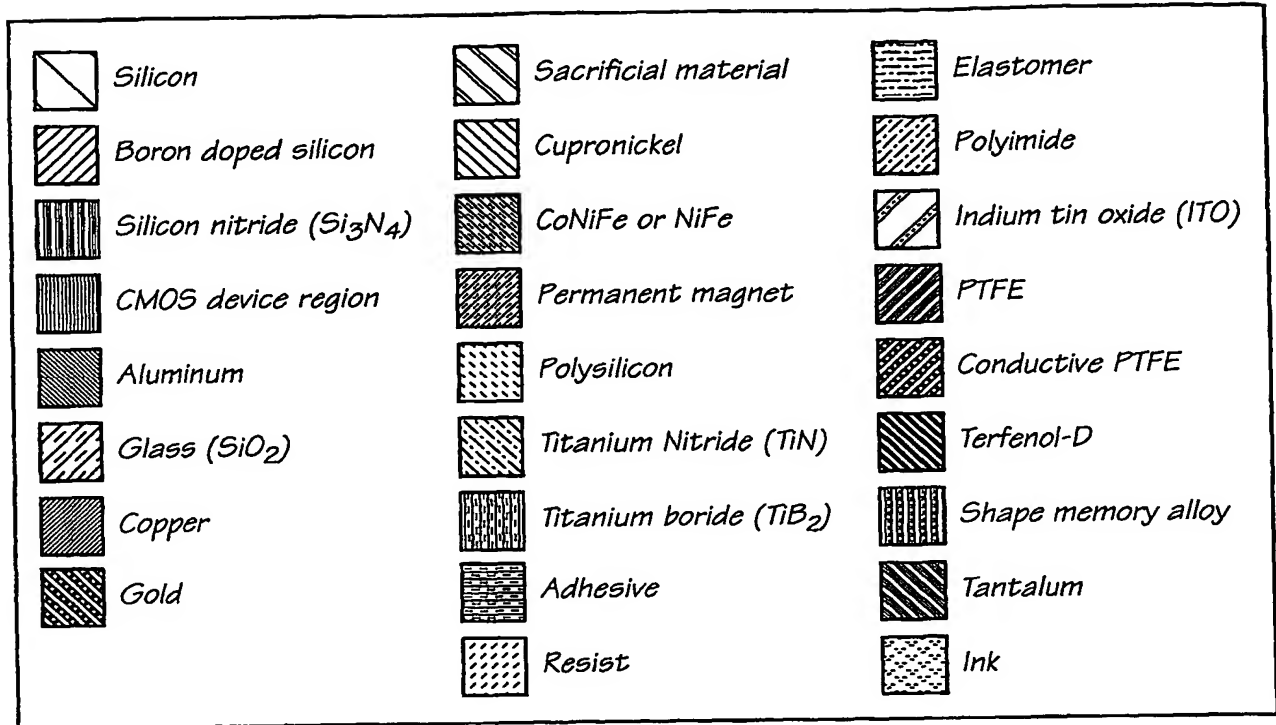 Silicon
Boron doped silicon
Silicon nitride (Si3N4)
CMOS device region
Aluminum
Glass (SiO2)
Copper
Gold
Sacrificial material
Cupronickel
CoNiFe or NiFe
Permanent magnet
Polysilicon
Titanium Nitride (TiN)
Titanium boride (TiB2)
Adhesive
Resist
Elastomer
Polyimide
Indium tin oxide (ITO)
PTFE
Conductive PTFE
Terfenol-D
Shape memory alloy
Tantalum
Ink